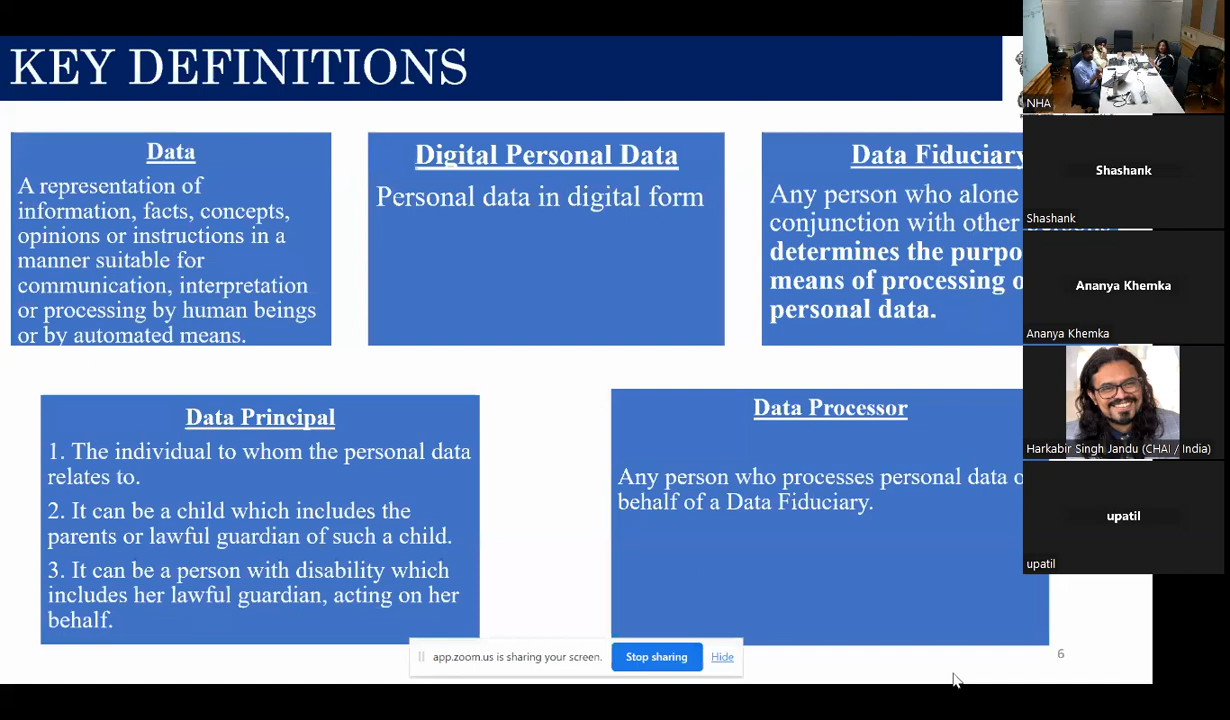 KEY DEFINITIONS
Data
A representation of
information, facts, concepts,
opinions or instructions in a
manner suitable for
communication, interpretation
or processing by human beings
or by automated means.
Digital Personal Data
Personal data in digital form
Data Fiduciary
Any person who alone
conjunction with other
determines the
means of processing
personal data.
Data Principal
1. The individual to whom the personal data
relates to.
2. It can be a child which includes the
parents or lawful guardian of such a child.
3. It can be a person with disability which
includes her lawful guardian, acting on her
behalf.
Data Processor
Any person who processes personal data
behalf of a Data Fiduciary.
app.zoom.us is sharing your screen.
Stop sharing
Hide
6
NHA
Shashank
Shashank
Ananya Khemka
Ananya Khemka
Harkabir Singh Jandu (CHAI / India)
upatil
upatil